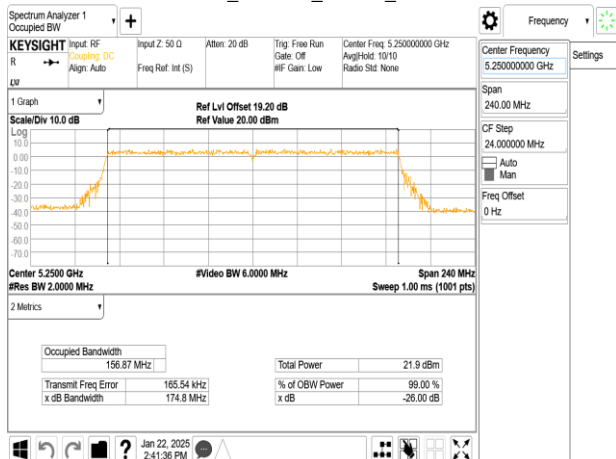 Spectrum Analyzer 1
Occupied BW
+
Frequency
KEYSIGHT
R
LXI
Input: RF
Coupling: DC
Align: Auto
Input Z: 50 Ω
Freq Ref: Int (S)
Atten: 20 dB
Trig: Free Run
Gate: Off
#IF Gain: Low
Center Freq: 5.250000000 GHz
Avg|Hold: 10/10
Radio Std: None
Center Frequency
5.250000000 GHz
Settings
Span
240.00 MHz
CF Step
24.000000 MHz
Auto
Man
Freq Offset
0 Hz
1 Graph
Scale/Div 10.0 dB
Ref Lvl Offset 19.20 dB
Ref Value 20.00 dBm
Log
10.0
0.00
-10.0
-20.0
-30.0
-40.0
-50.0
-60.0
-70.0
Center 5.2500 GHz
#Res BW 2.0000 MHz
#Video BW 6.0000 MHz
Span 240 MHz
Sweep 1.00 ms (1001 pts)
2 Metrics
Occupied Bandwidth
156.87 MHz
Total Power 21.9 dBm
Transmit Freq Error 165.54 kHz
% of OBW Power 99.00 %
x dB Bandwidth 174.8 MHz
x dB -26.00 dB
?
Jan 22, 2025
2:41:36 PM